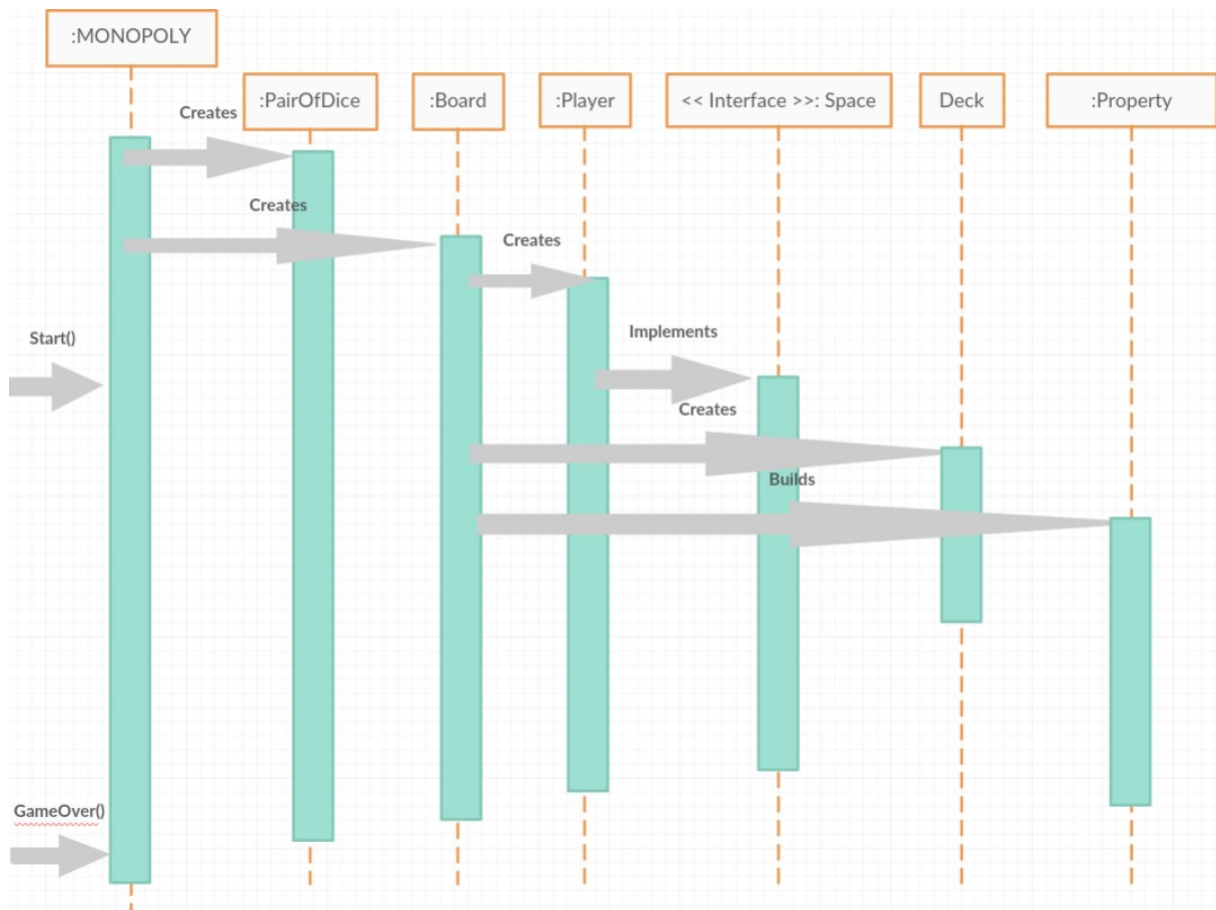 :MONOPOLY
:PairOfDice
:Board
:Player
<< Interface >>: Space
Deck
:Property
Creates
Creates
Creates
Start()
Implements
Creates
Builds
GameOver()